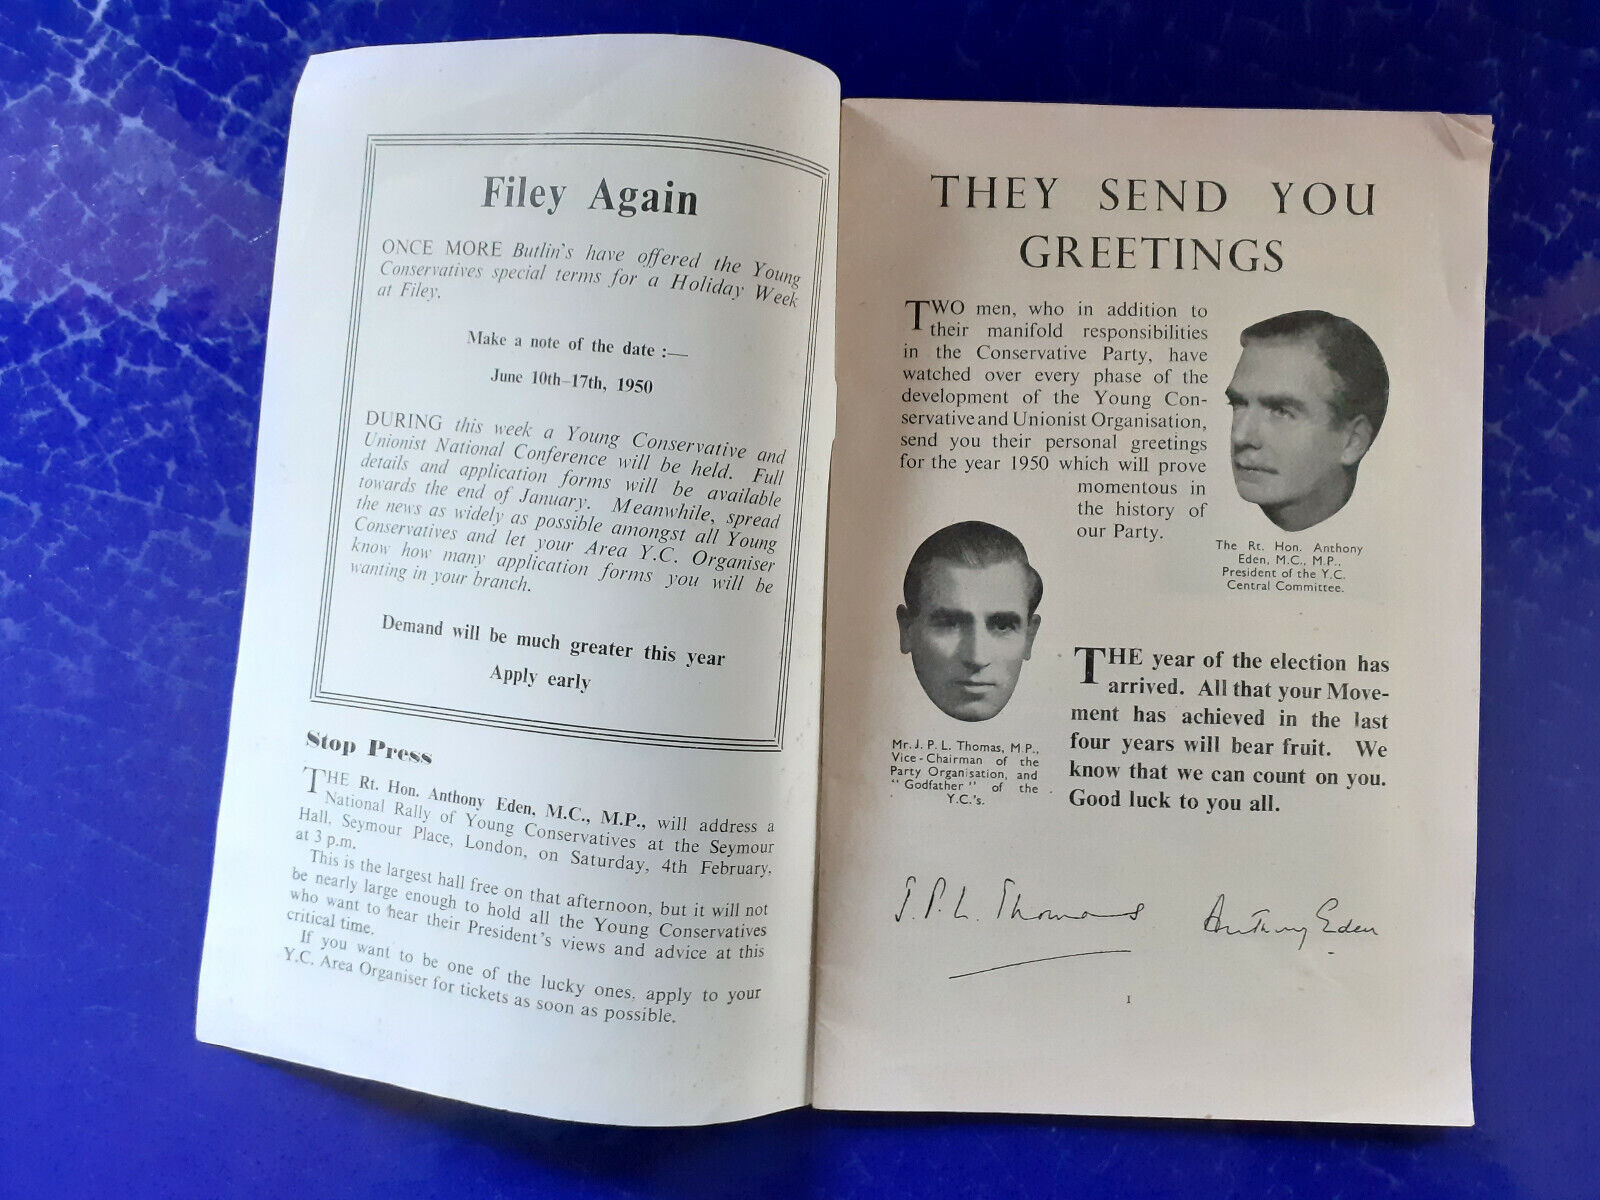 Filey Again
ONCE MORE Butlin's have offered the Young
Conservatives special terms for a Holiday Week
at Filey.
Make a note of the date :—
June 10th–17th, 1950
DURING this week a Young Conservative and
Unionist National Conference will be held. Full
details and application forms will be available
towards the end of January. Meanwhile, spread
the news as widely as possible amongst all Young
Conservatives and let your Area Y.C. Organiser
know how many application forms you will be
wanting in your branch.
Demand will be much greater this year
Apply early
Stop Press
THE Rt. Hon. Anthony Eden, M.C., M.P., will address a
National Rally of Young Conservatives at the Seymour
Hall, Seymour Place, London, on Saturday, 4th February,
at 3 p.m.
This is the largest hall free on that afternoon, but it will not
be nearly large enough to hold all the Young Conservatives
who want to hear their President's views and advice at this
critical time.
If you want to be one of the lucky ones, apply to your
Y.C. Area Organiser for tickets as soon as possible.
THEY SEND YOU
GREETINGS
TWO men, who in addition to
their manifold responsibilities
in the Conservative Party, have
watched over every phase of the
development of the Young Con-
servative and Unionist Organisation,
send you their personal greetings
for the year 1950 which will prove
momentous in
the history of
our Party.
The Rt. Hon. Anthony
Eden, M.C., M.P.,
President of the Y.C.
Central Committee.
Mr. J. P. L. Thomas, M.P.,
Vice-Chairman of the
Party Organisation, and
"Godfather" of the
Y.C.'s.
THE year of the election has
arrived. All that your Move-
ment has achieved in the last
four years will bear fruit. We
know that we can count on you.
Good luck to you all.
J. P. L. Thomas
Anthony Eden
1